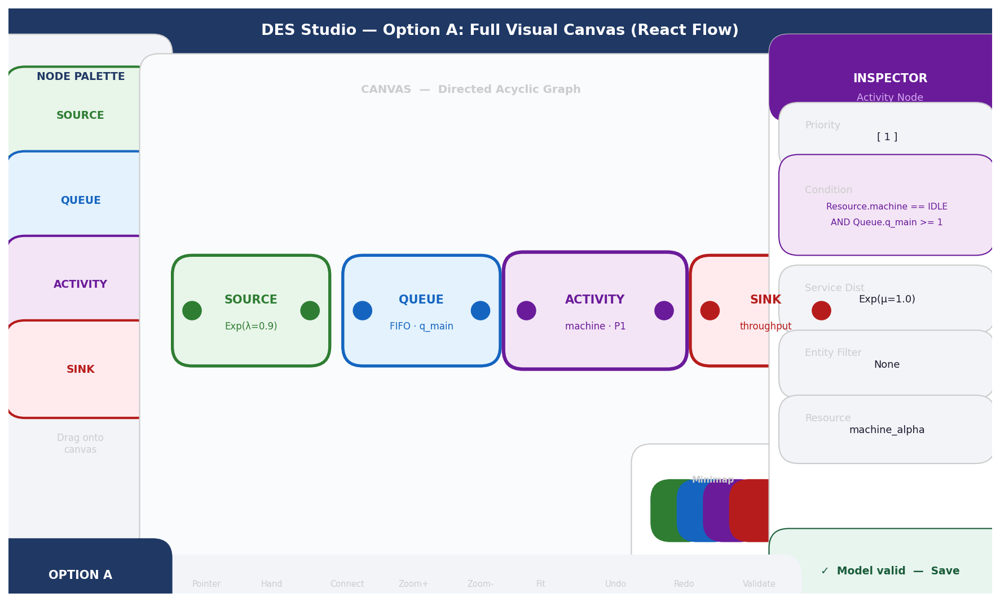 DES Studio — Option A: Full Visual Canvas (React Flow)
NODE PALETTE
SOURCE
QUEUE
ACTIVITY
SINK
Drag onto
canvas
OPTION A
CANVAS — Directed Acyclic Graph
SOURCE
Exp(λ=0.9)
QUEUE
FIFO · q_main
ACTIVITY
machine · P1
SINK
throughput
Minimap
Pointer
Hand
Connect
Zoom+
Zoom-
Fit
Undo
Redo
Validate
INSPECTOR
Activity Node
Priority
[ 1 ]
Condition
Resource.machine == IDLE
AND Queue.q_main >= 1
Service Dist
Exp(μ=1.0)
Entity Filter
None
Resource
machine_alpha
✓ Model valid — Save